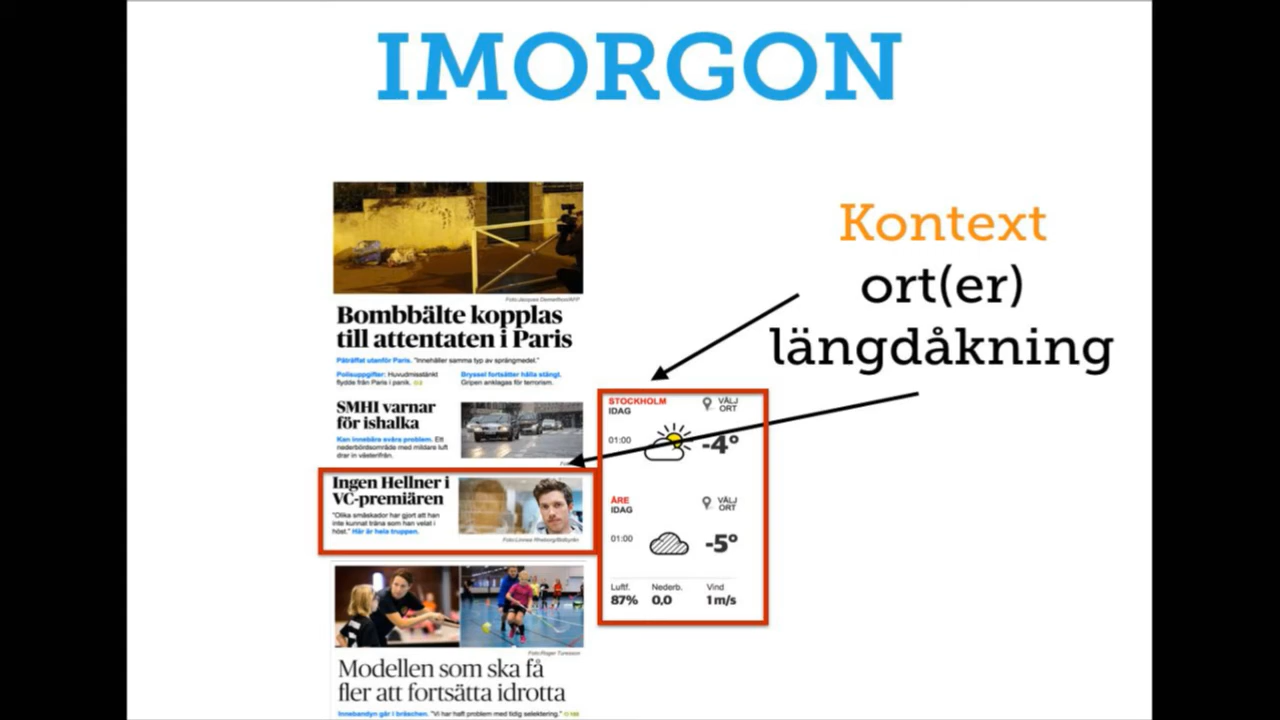 IMORGON
Kontext
ort(er)
längdåkning
Foto:Jacques Demarthon/AFP
Bombbälte kopplas
till attentaten i Paris
Påträffat utanför Paris. "Innehåller samma typ av sprängmedel."
Polisuppgifter: Huvudmisstänkt
flydde från Paris i panik.
Bryssel fortsätter hålla stängt.
Gripen anklagas för terrorism.
SMHI varnar
för ishalka
Kan innebära svåra problem. Ett
nederbördsområde med mildare luft
drar in västerifrån.
Ingen Hellner i
VC-premiären
"Olika småskador har gjort att han
inte kunnat träna som han velat i
höst." Här är hela truppen.
STOCKHOLM
IDAG
VÄLJ
ORT
01:00
-4°
ÅRE
IDAG
VÄLJ
ORT
01:00
-5°
Luftf. Nederb. Vind
87% 0,0 1 m/s
Foto:Roger Turesson
Modellen som ska få
fler att fortsätta idrotta
Innebandyn går i bräschen. "Vi har haft problem med tidig selektering."